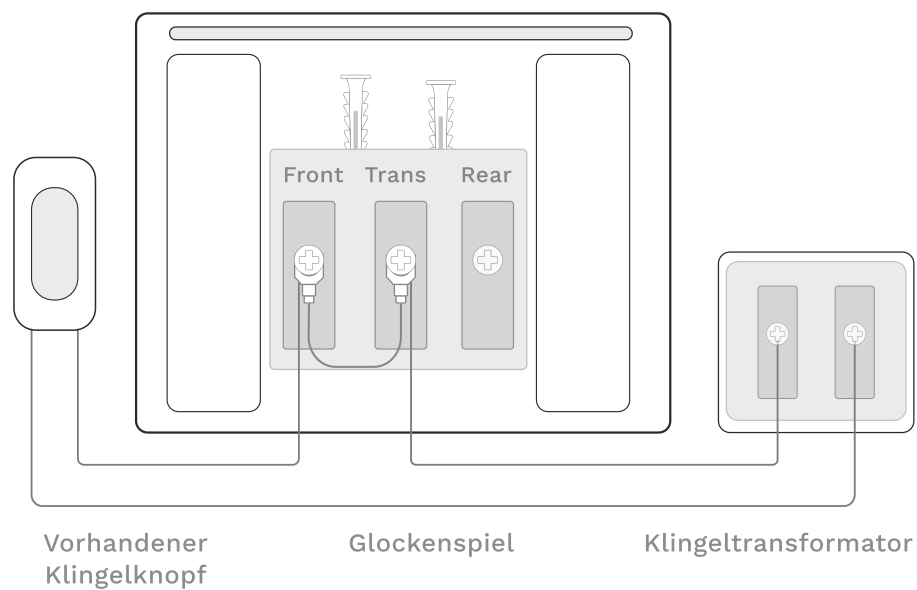 Front Trans Rear
Vorhandener Klingelknopf
Glockenspiel
Klingeltransformator